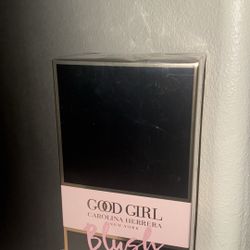 GOOD GIRL
CAROLINA HERRERA
NEW YORK
Blush